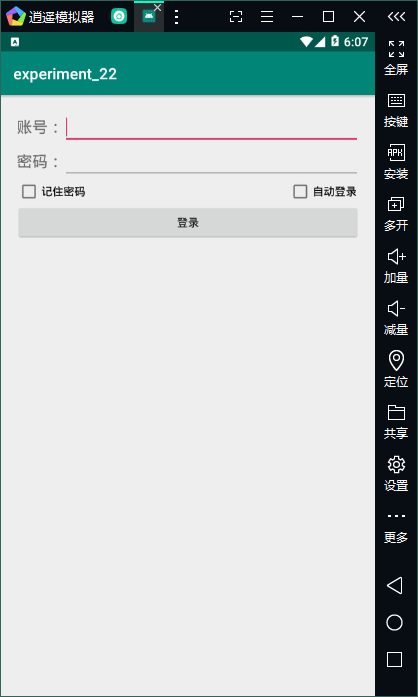 逍遥模拟器
6:07
experiment_22
账号：
密码：
记住密码
自动登录
登录
全屏
按键
APK
安装
多开
加量
减量
定位
共享
设置
更多